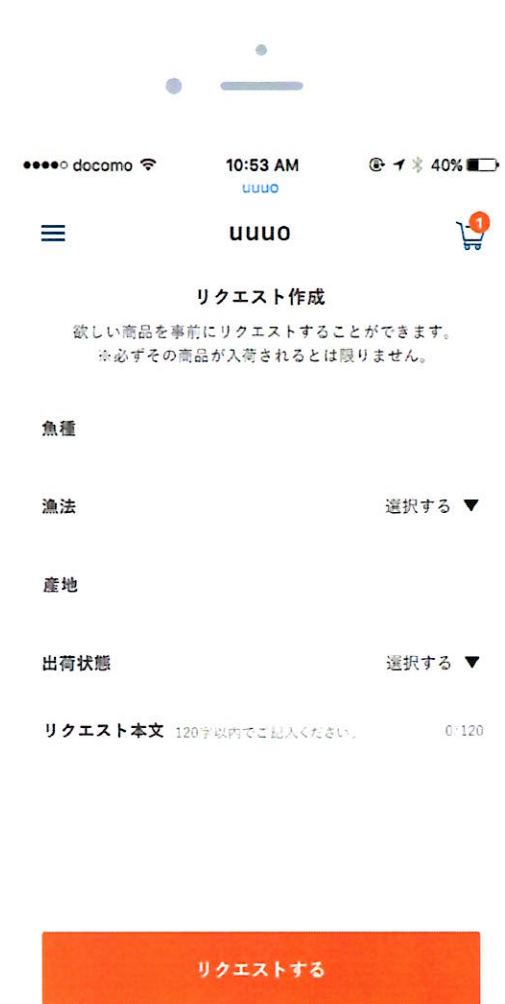 docomo 10:53 AM 40%
uuuo
uuuo 1
リクエスト作成
欲しい商品を事前にリクエストすることができます。
※必ずその商品が入荷されるとは限りません。
魚種
漁法 選択する ▼
産地
出荷状態 選択する ▼
リクエスト本文 120字以内でご記入ください。 0/120
リクエストする